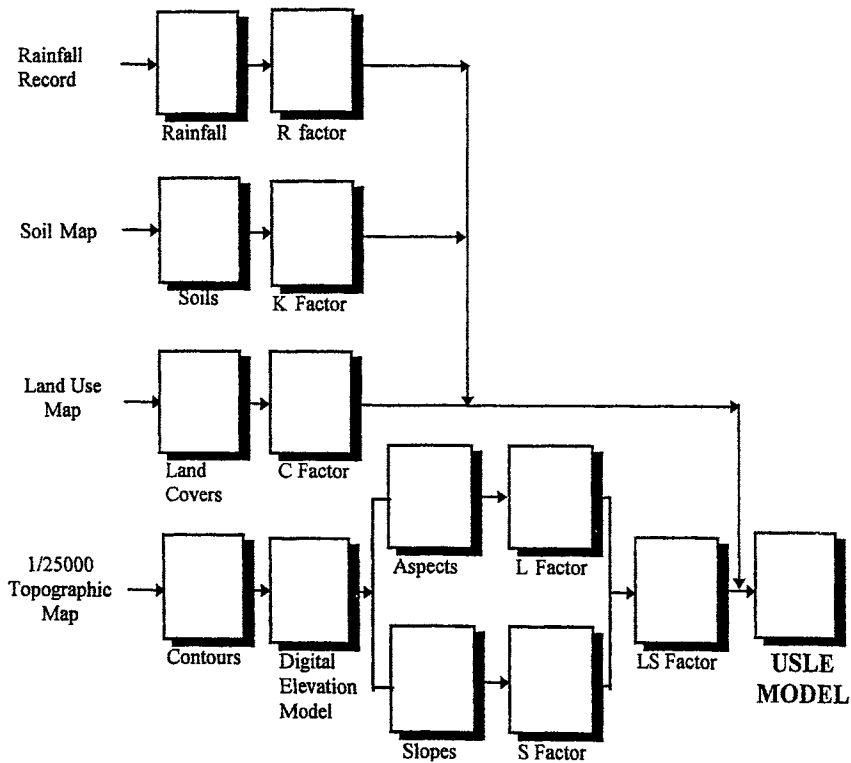 Rainfall
Record
Rainfall
R factor
Soil Map
Soils
K Factor
Land Use
Map
Land
Covers
C Factor
Aspects
L Factor
1/25000
Topographic
Map
Contours
Digital
Elevation
Model
LS Factor
USLE
MODEL
Slopes
S Factor